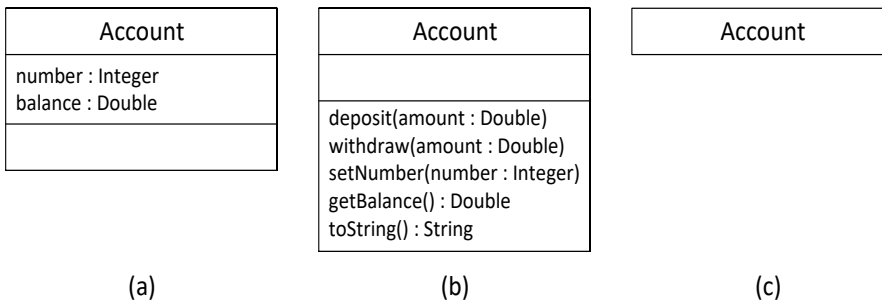 Account
number : Integer
balance : Double
(a)
Account
deposit(amount : Double)
withdraw(amount : Double)
setNumber(number : Integer)
getBalance() : Double
toString() : String
(b)
Account
(c)